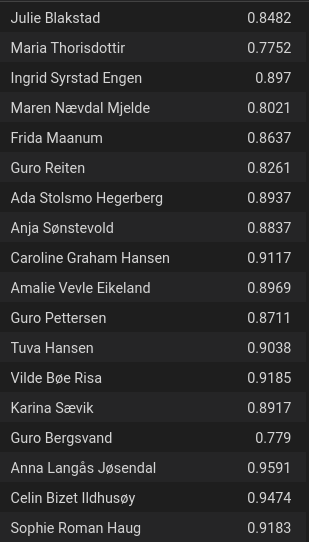 Julie Blakstad 0.8482
Maria Thorisdottir 0.7752
Ingrid Syrstad Engen 0.897
Maren Nævdal Mjelde 0.8021
Frida Maanum 0.8637
Guro Reiten 0.8261
Ada Stolsmo Hegerberg 0.8937
Anja Sønstevold 0.8837
Caroline Graham Hansen 0.9117
Amalie Vevle Eikeland 0.8969
Guro Pettersen 0.8711
Tuva Hansen 0.9038
Vilde Bøe Risa 0.9185
Karina Sævik 0.8917
Guro Bergsvand 0.779
Anna Langås Jøsendal 0.9591
Celin Bizet Ildhusøy 0.9474
Sophie Roman Haug 0.9183